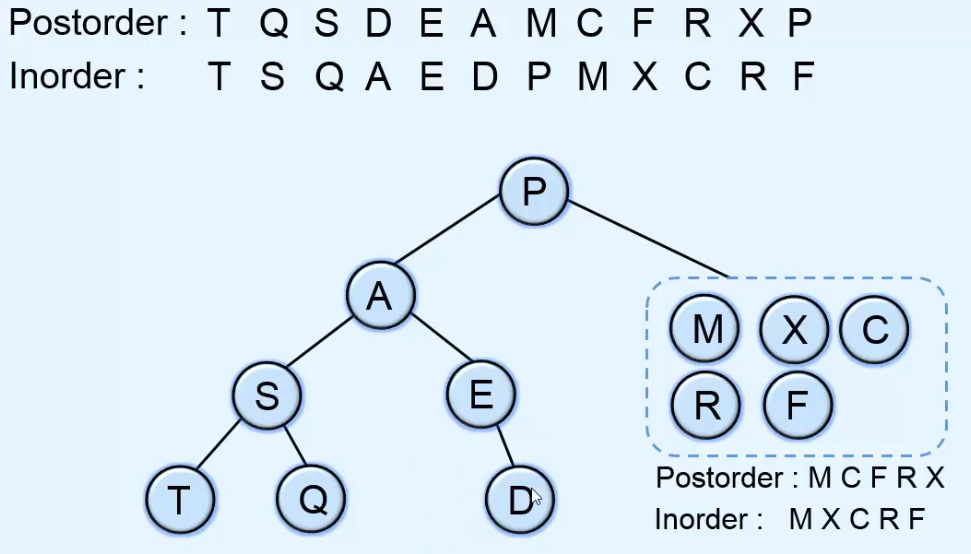 Postorder : T Q S D E A M C F R X P
Inorder : T S Q A E D P M X C R F
P
A
S E
T Q D
M X C
R F
Postorder : M C F R X
Inorder : M X C R F